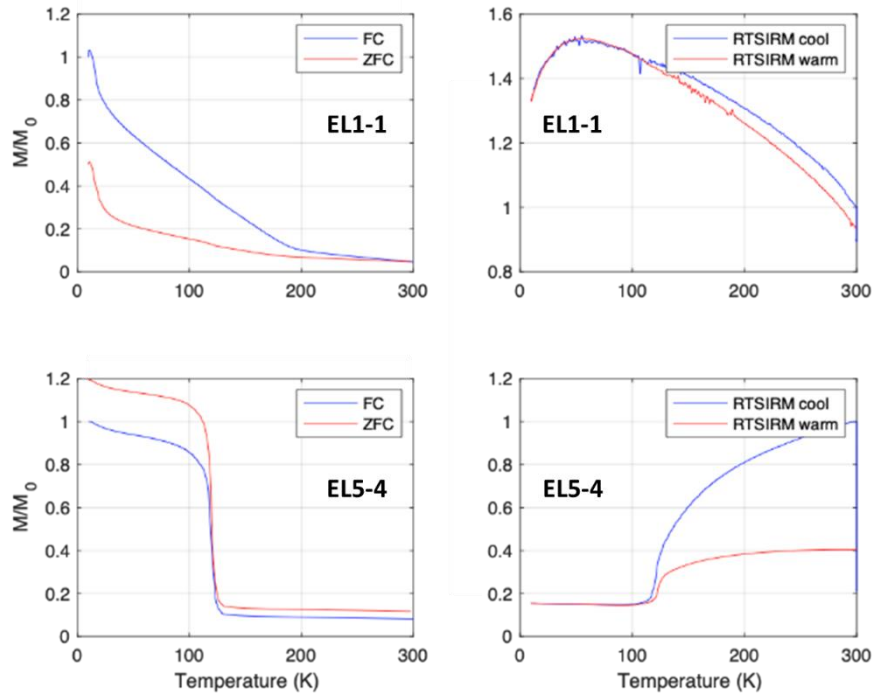 1.2
1
0.8
0.6
0.4
0.2
0
M/M0
0 100 200 300
FC
ZFC
EL1-1
1.6
1.4
1.2
1
0.8
0 100 200 300
RTSIRM cool
RTSIRM warm
EL1-1
1.2
1
0.8
0.6
0.4
0.2
0
M/M0
0 100 200 300
Temperature (K)
FC
ZFC
EL5-4
1.2
1
0.8
0.6
0.4
0.2
0
0 100 200 300
Temperature (K)
RTSIRM cool
RTSIRM warm
EL5-4